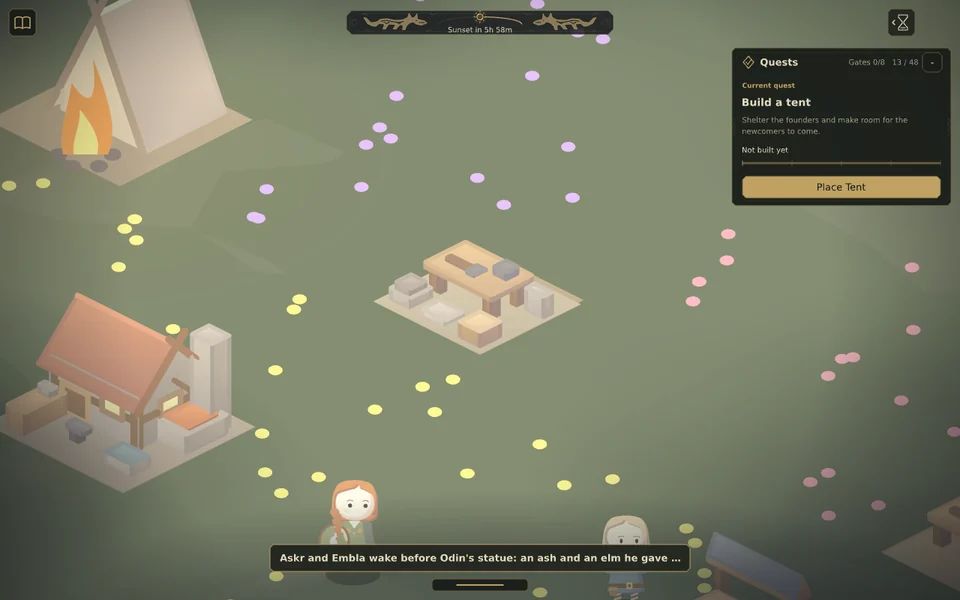 Sunset in 5h 58m
Quests
Gates 0/8 13 / 48
-
Current quest
Build a tent
Shelter the founders and make room for the
newcomers to come.
Not built yet
Place Tent
Askr and Embla wake before Odin's statue: an ash and an elm he gave ...